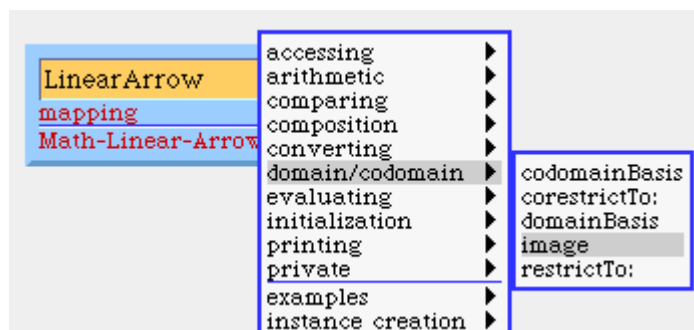 LinearArrow
mapping
Math-Linear-Arrow
accessing
arithmetic
comparing
composition
converting
domain/codomain
evaluating
initialization
printing
private
examples
instance creation
codomainBasis
corestrictTo:
domainBasis
image
restrictTo: